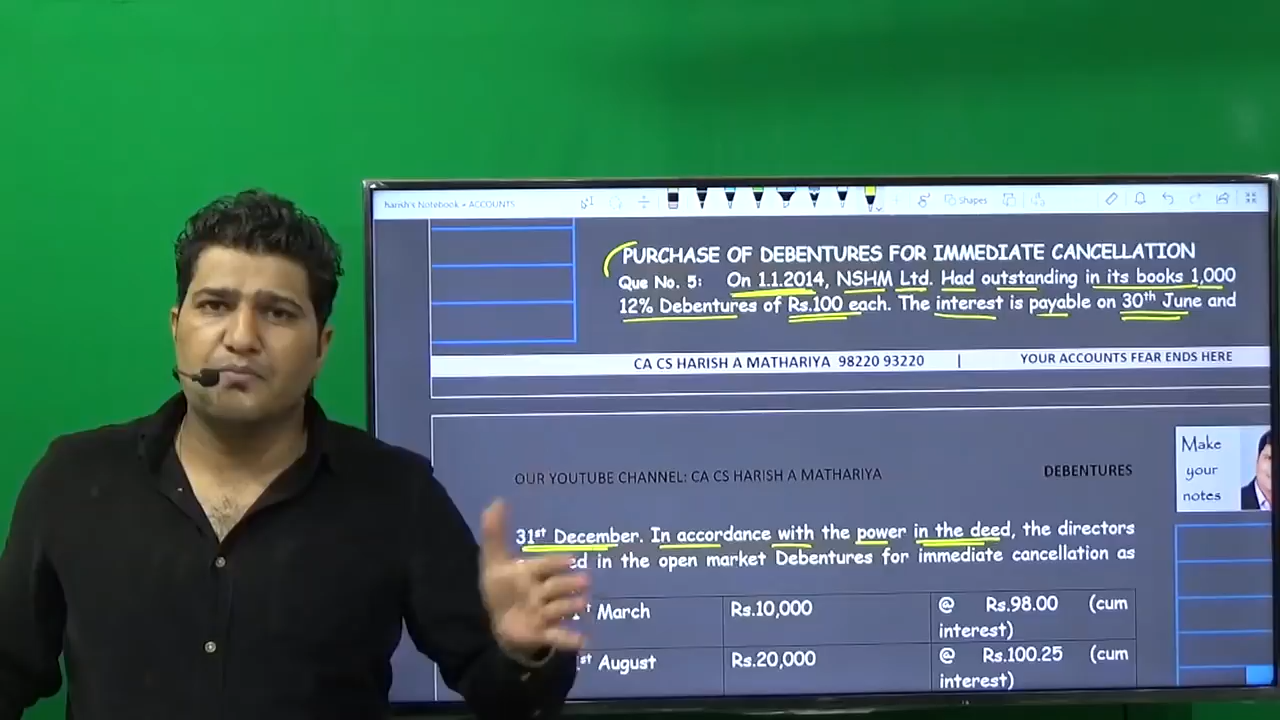 harish's Notebook • ACCOUNTS
Shapes
PURCHASE OF DEBENTURES FOR IMMEDIATE CANCELLATION
Que No. 5: On 1.1.2014, NSHM Ltd. Had outstanding in its books 1,000
12% Debentures of Rs.100 each. The interest is payable on 30th June and
CA CS HARISH A MATHARIYA 98220 93220 | YOUR ACCOUNTS FEAR ENDS HERE
OUR YOUTUBE CHANNEL: CA CS HARISH A MATHARIYA DEBENTURES
Make
your
notes
31st December. In accordance with the power in the deed, the directors
in the open market Debentures for immediate cancellation as
March Rs.10,000 @ Rs.98.00 (cum
interest)
August Rs.20,000 @ Rs.100.25 (cum
interest)